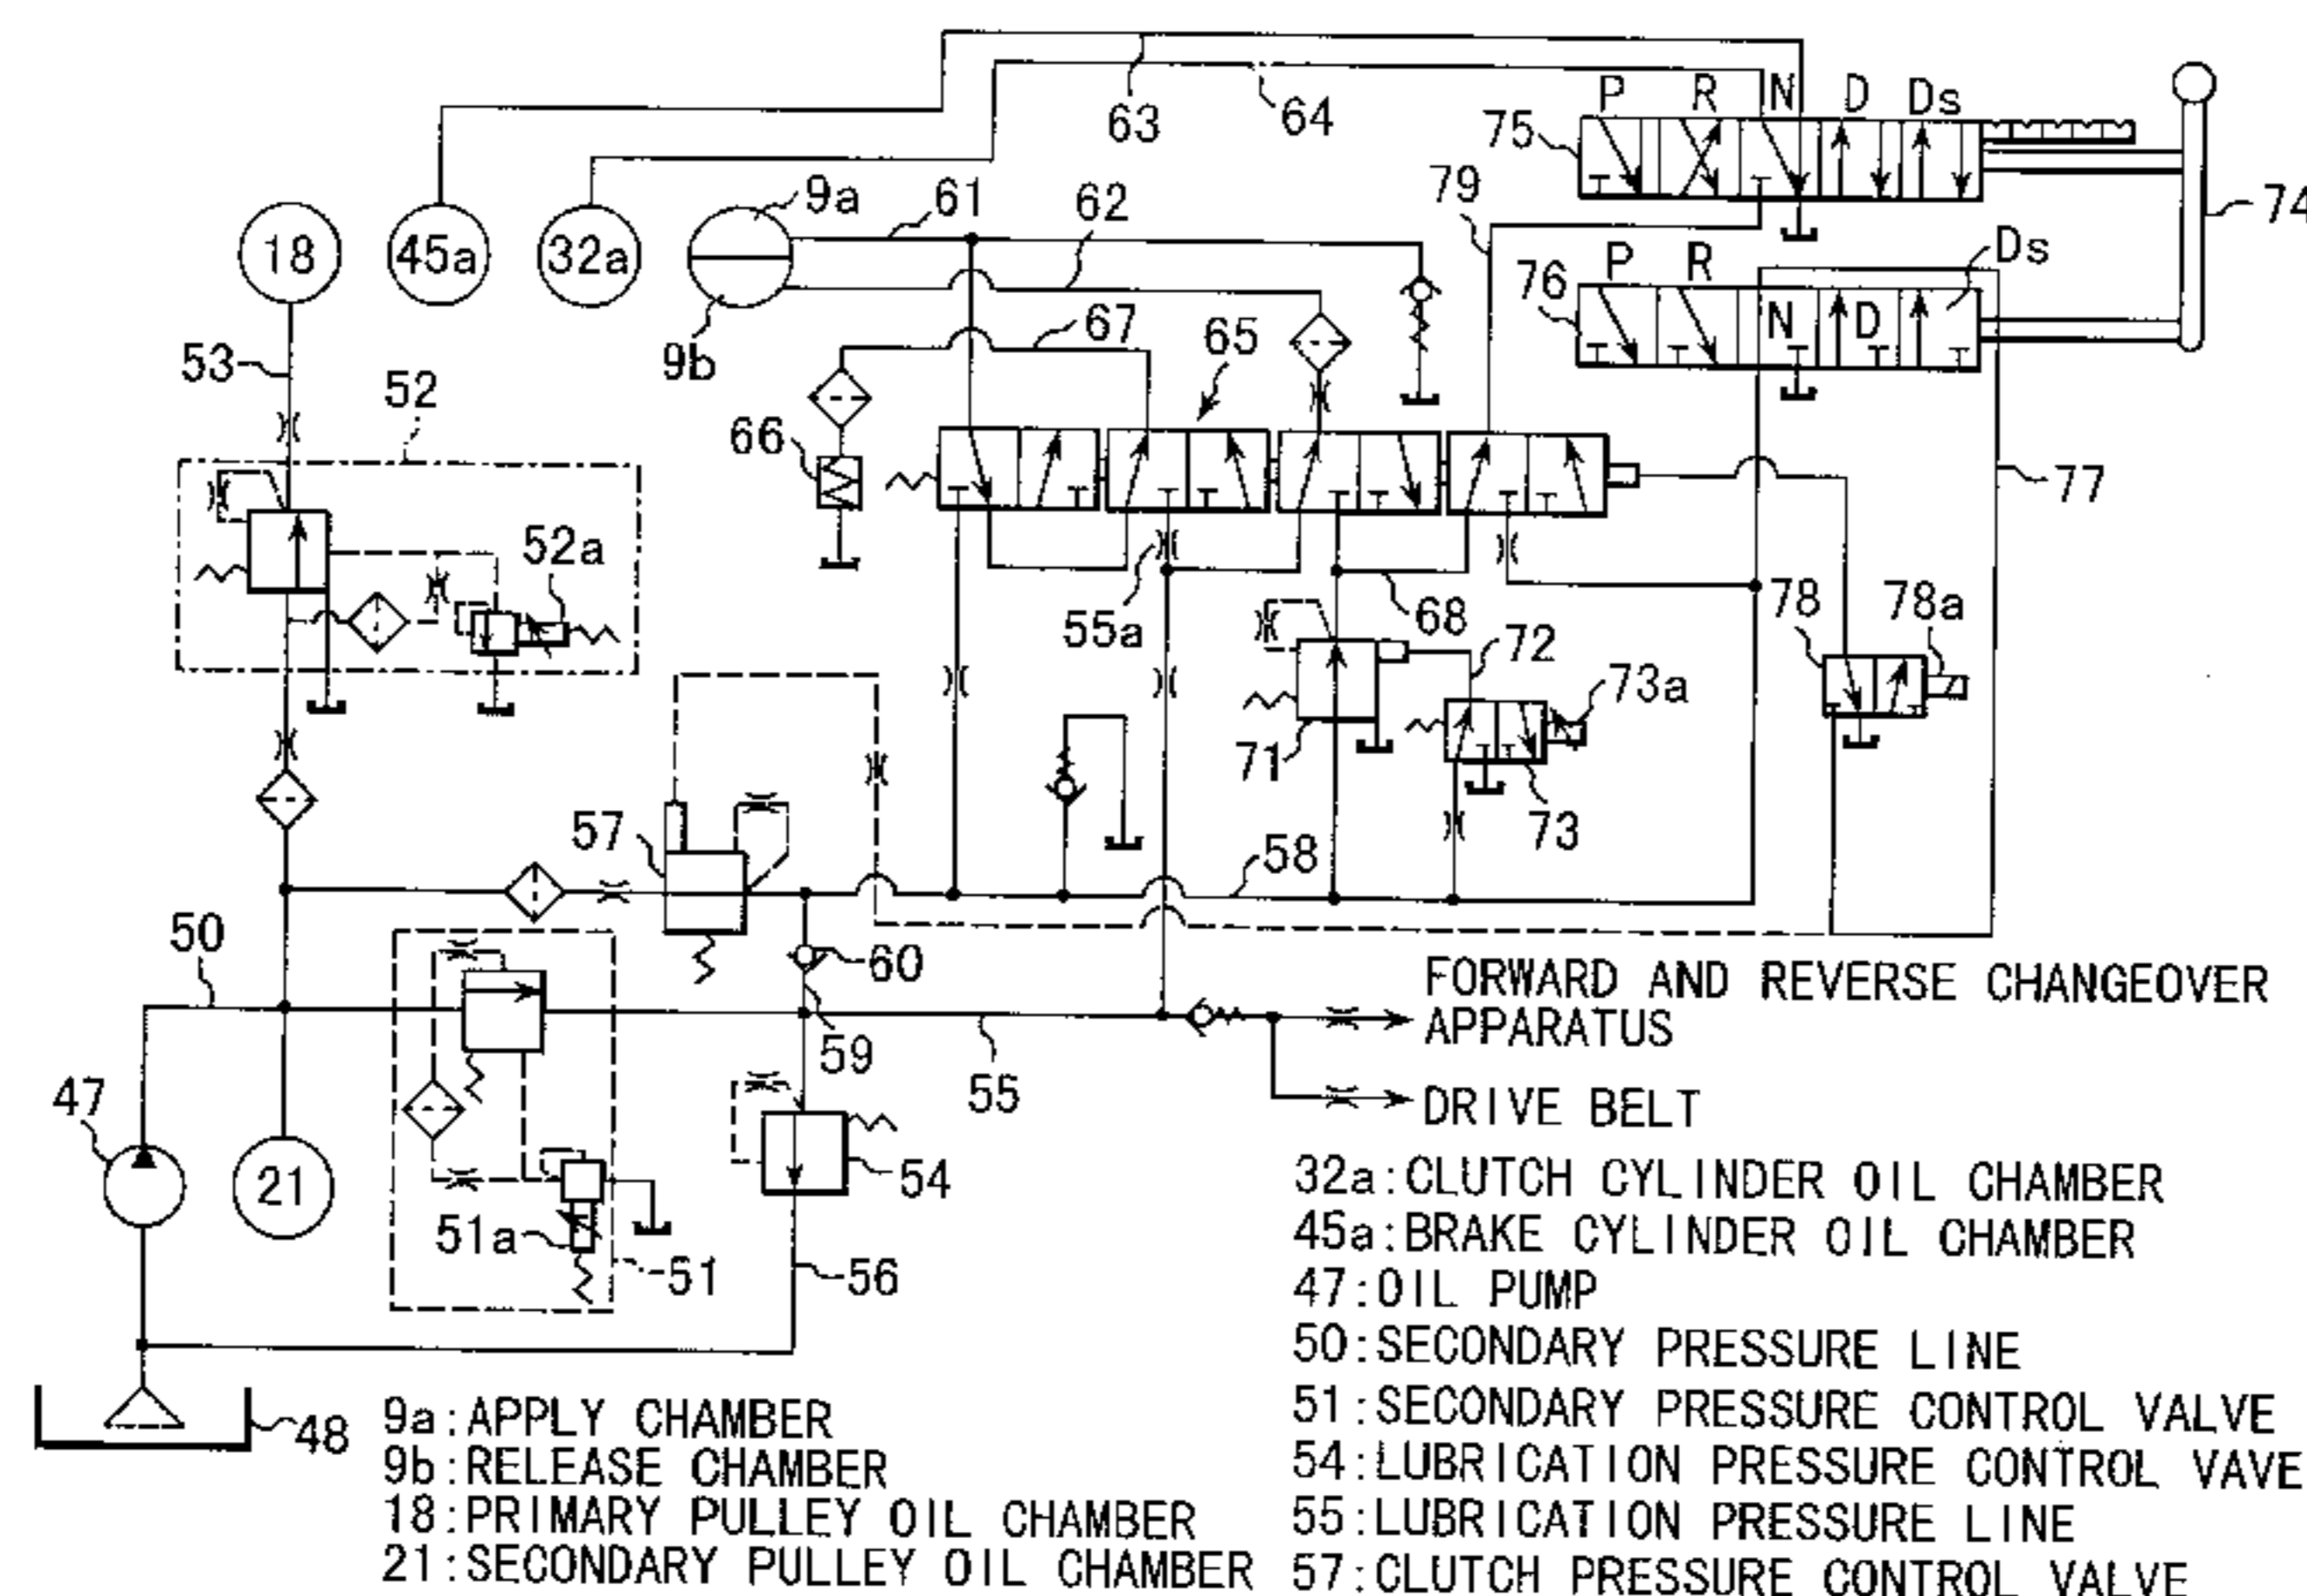 63
64
P R N D Ds
75
74
18
45a
32a
9a
61
62
79
P R
Ds
76
N D
53
52
9b
67
65
66
77
52a
55a
68
72
78
78a
73a
71
73
57
58
50
60
FORWARD AND REVERSE CHANGEOVER
APPARATUS
59
55
47
21
DRIVE BELT
54
51a
51
56
48
9a:APPLY CHAMBER
9b:RELEASE CHAMBER
18:PRIMARY PULLEY OIL CHAMBER
21:SECONDARY PULLEY OIL CHAMBER
32a:CLUTCH CYLINDER OIL CHAMBER
45a:BRAKE CYLINDER OIL CHAMBER
47:OIL PUMP
50:SECONDARY PRESSURE LINE
51:SECONDARY PRESSURE CONTROL VALVE
54:LUBRICATION PRESSURE CONTROL VAVE
55:LUBRICATION PRESSURE LINE
57:CLUTCH PRESSURE CONTROL VALVE